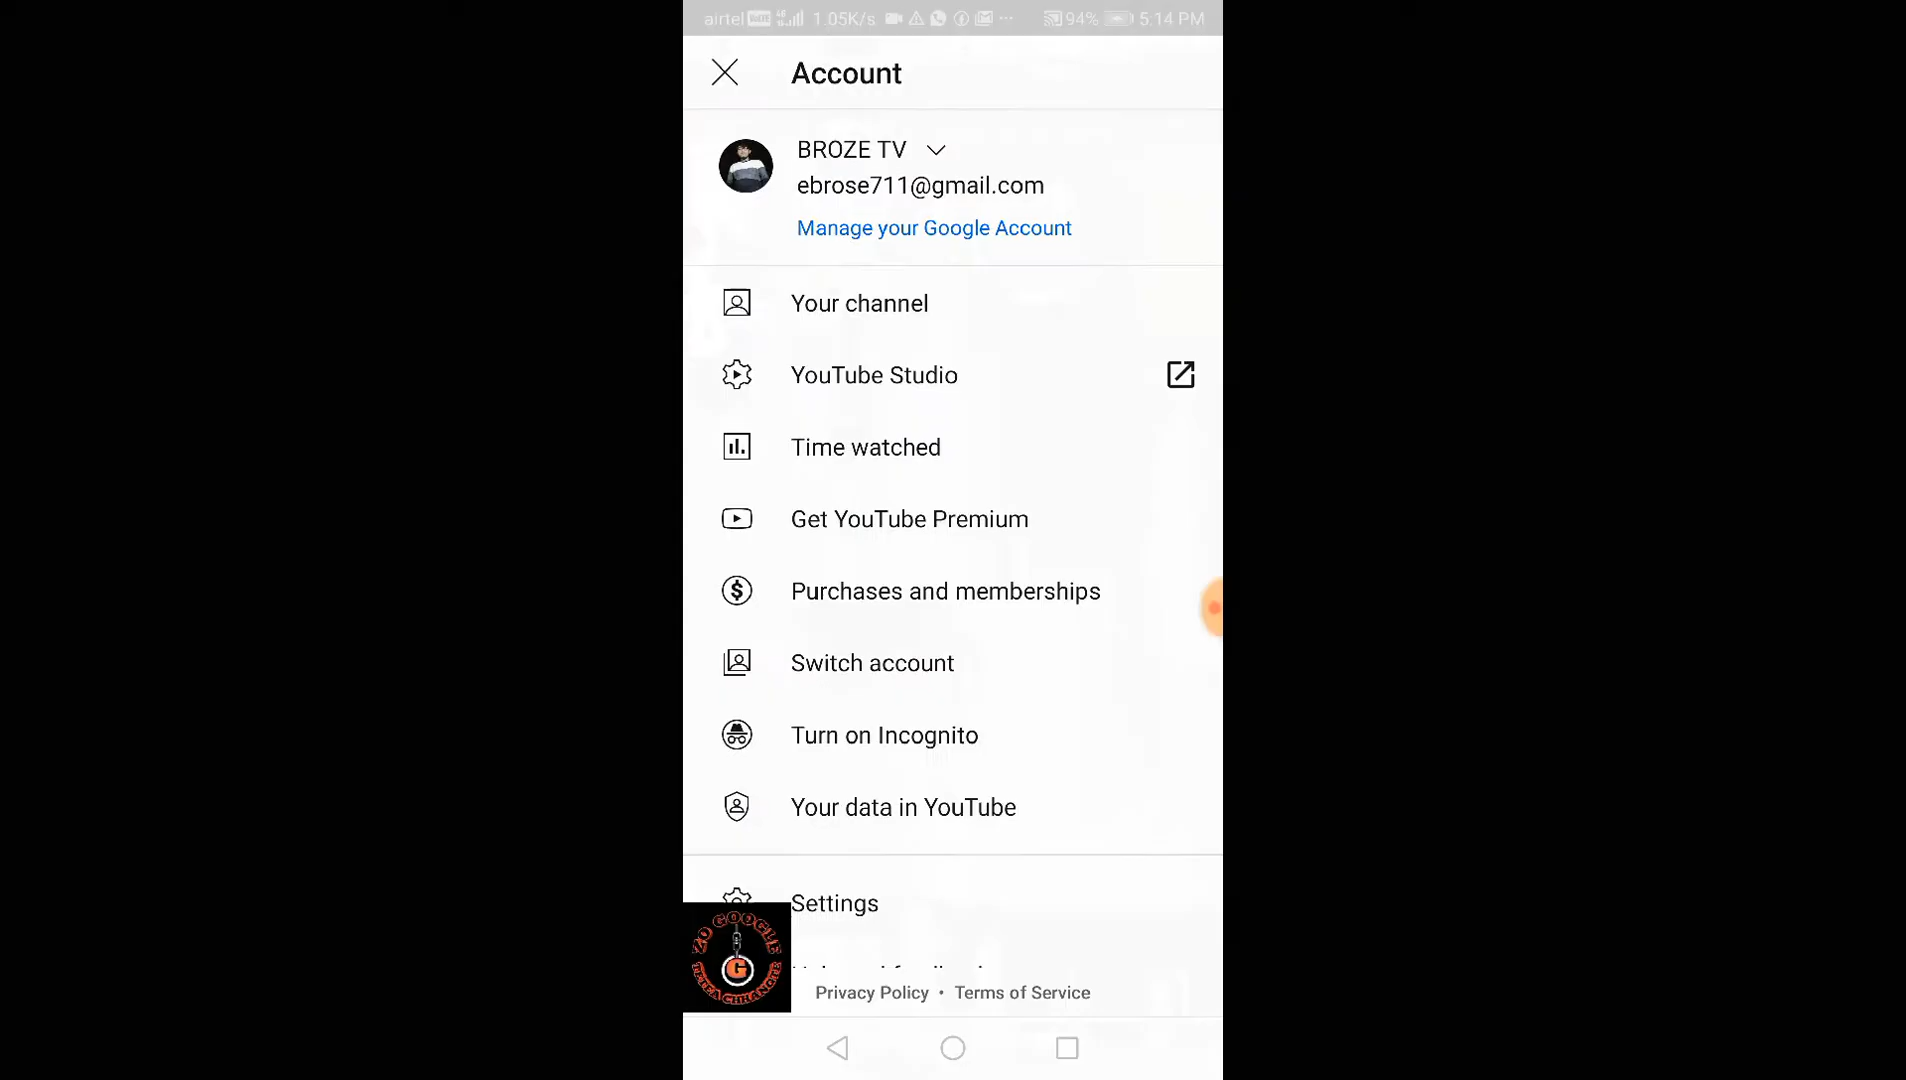 airtel 1.05K/s 94% 5:14 PM
Account
BROZE TV
ebrose711@gmail.com
Manage your Google Account
Your channel
YouTube Studio
Time watched
Get YouTube Premium
Purchases and memberships
Switch account
Turn on Incognito
Your data in YouTube
Settings
ZO GOOGLE
G
Privacy Policy • Terms of Service